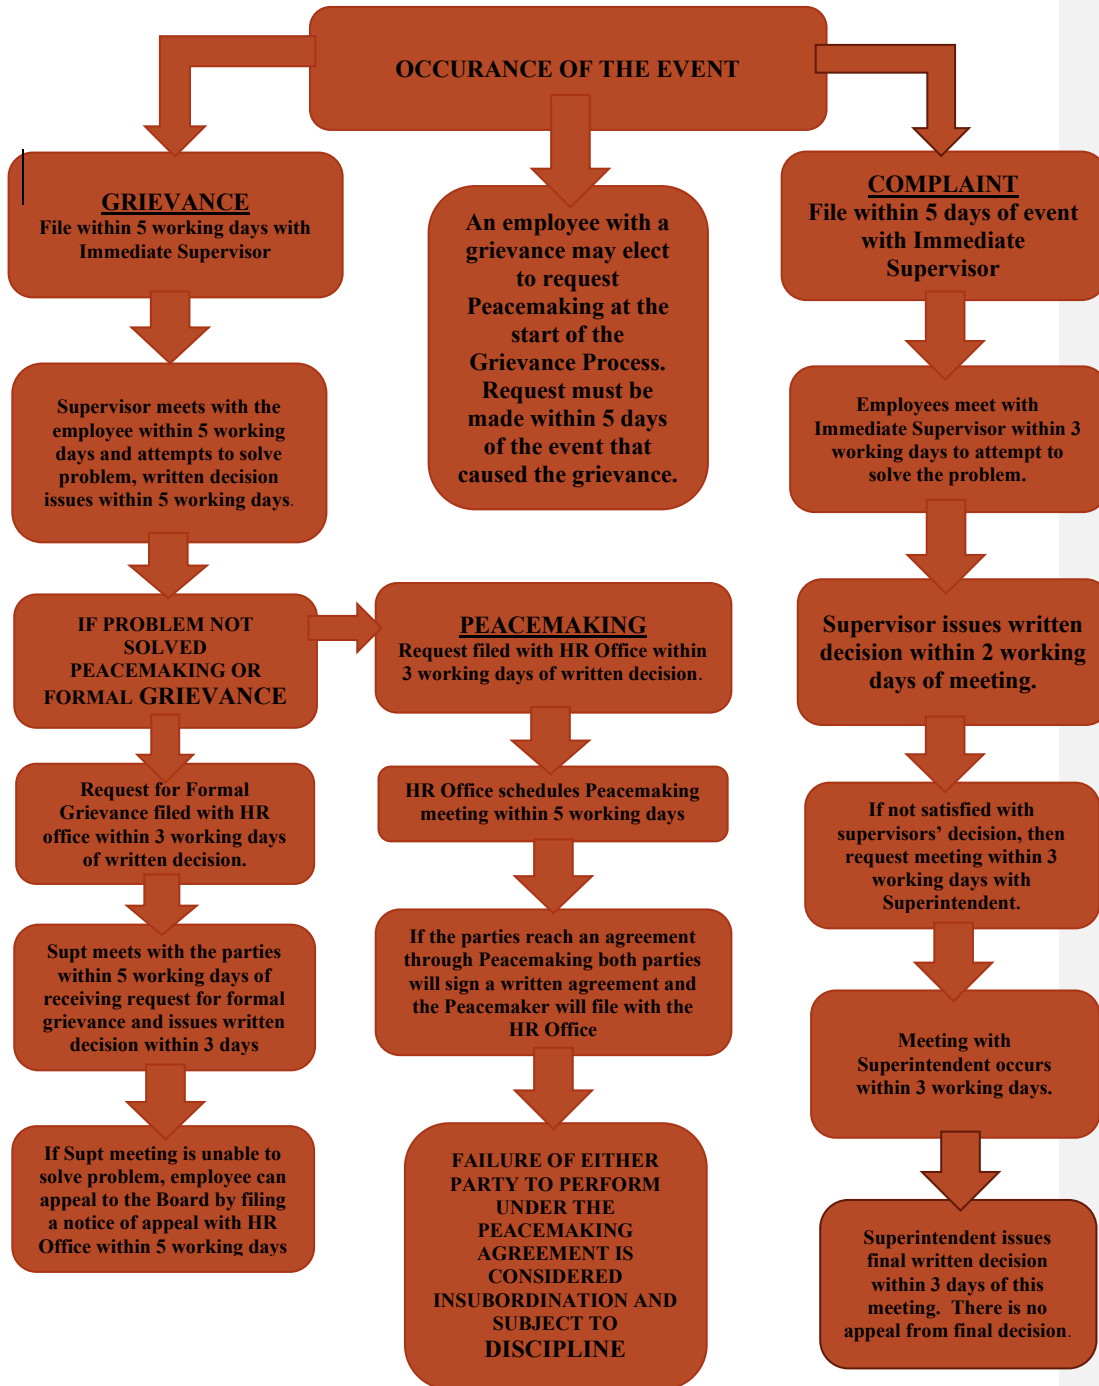 OCCURANCE OF THE EVENT
GRIEVANCE
File within 5 working days with
Immediate Supervisor
Supervisor meets with the
employee within 5 working
days and attempts to solve
problem, written decision
issues within 5 working days.
IF PROBLEM NOT
SOLVED
PEACEMAKING OR
FORMAL GRIEVANCE
Request for Formal
Grievance filed with HR
office within 3 working days
of written decision.
Supt meets with the parties
within 5 working days of
receiving request for formal
grievance and issues written
decision within 3 days
If Supt meeting is unable to
solve problem, employee can
appeal to the Board by filing
a notice of appeal with HR
Office within 5 working days
An employee with a
grievance may elect
to request
Peacemaking at the
start of the
Grievance Process.
Request must be
made within 5 days
of the event that
caused the grievance.
PEACEMAKING
Request filed with HR Office within
3 working days of written decision.
HR Office schedules Peacemaking
meeting within 5 working days
If the parties reach an agreement
through Peacemaking both parties
will sign a written agreement and
the Peacemaker will file with the
HR Office
FAILURE OF EITHER
PARTY TO PERFORM
UNDER THE
PEACEMAKING
AGREEMENT IS
CONSIDERED
INSUBORDINATION AND
SUBJECT TO
DISCIPLINE
COMPLAINT
File within 5 days of event
with Immediate
Supervisor
Employees meet with
Immediate Supervisor within 3
working days to attempt to
solve the problem.
Supervisor issues written
decision within 2 working
days of meeting.
If not satisfied with
supervisors’ decision, then
request meeting within 3
working days with
Superintendent.
Meeting with
Superintendent occurs
within 3 working days.
Superintendent issues
final written decision
within 3 days of this
meeting.  There is no
appeal from final decision.